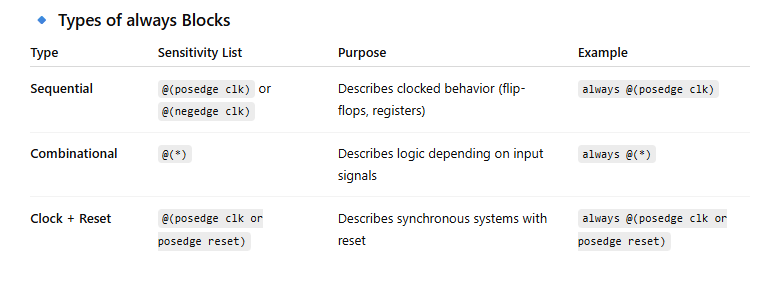 Types of always Blocks
Type Sensitivity List Purpose Example
Sequential @(posedge clk) or @(negedge clk) Describes clocked behavior (flip-flops, registers) always @(posedge clk)
Combinational @(*) Describes logic depending on input signals always @(*)
Clock + Reset @(posedge clk or posedge reset) Describes synchronous systems with reset always @(posedge clk or posedge reset)